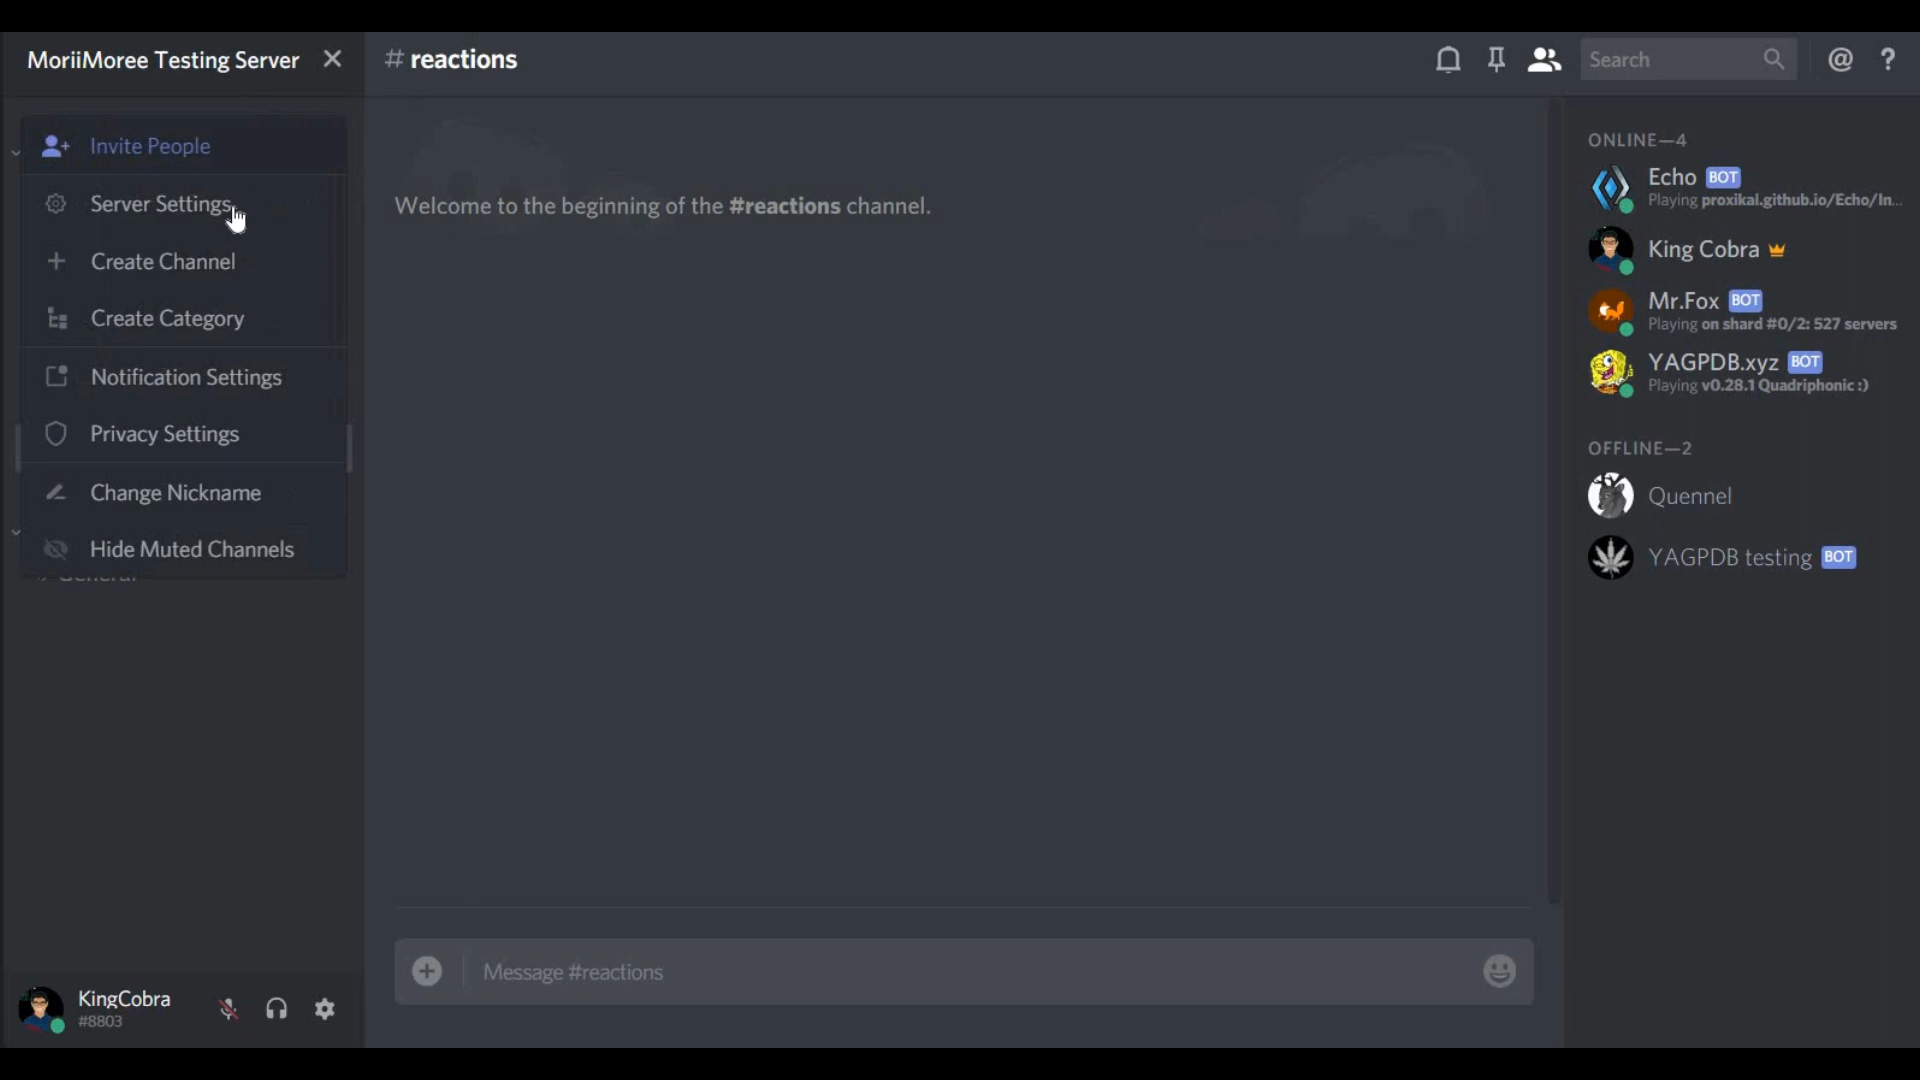 MoriiMoree Testing Server
# reactions
Search
@ ?
Invite People
Server Settings
Create Channel
Create Category
Notification Settings
Privacy Settings
Change Nickname
Hide Muted Channels
General
Welcome to the beginning of the #reactions channel.
Message #reactions
KingCobra
#8803
ONLINE—4
Echo BOT
Playing proxikal.github.io/Echo/In...
King Cobra
Mr.Fox BOT
Playing on shard #0/2: 527 servers
YAGPDB.xyz BOT
Playing v0.28.1 Quadriphonic :)
OFFLINE—2
Quennel
YAGPDB testing BOT